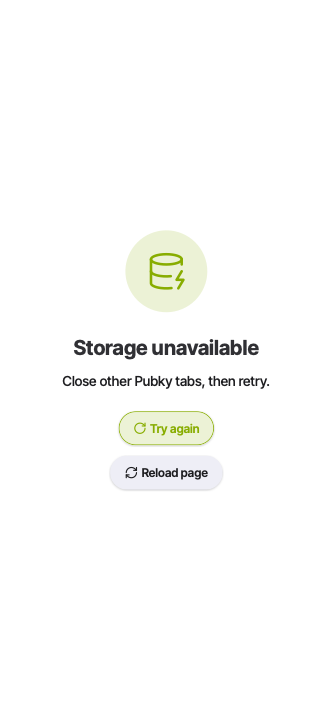 Storage unavailable
Close other Pubky tabs, then retry.
Try again
Reload page